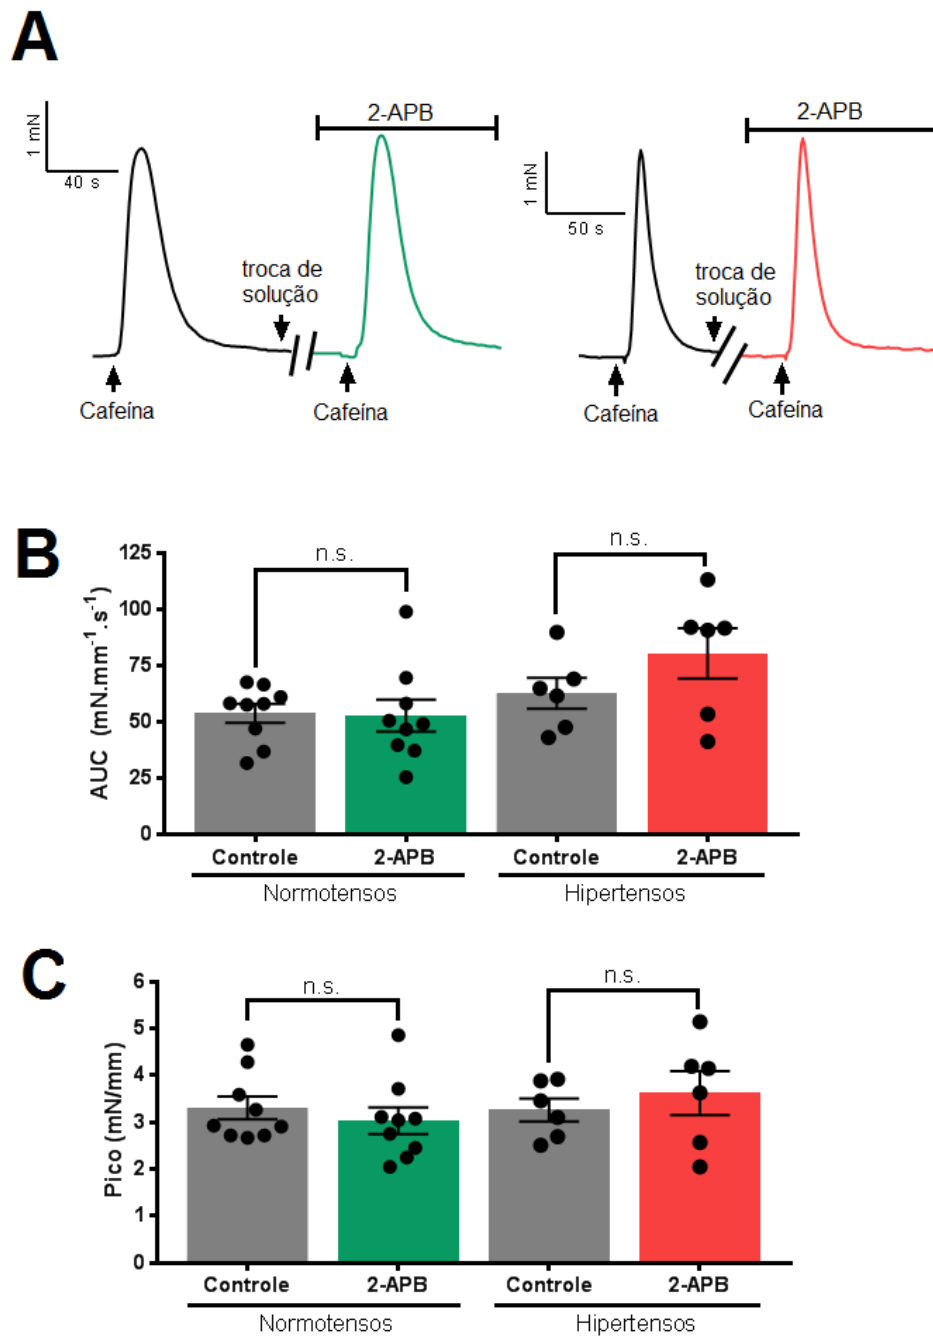 A
2-APB
1 mN
40 s
troca de
solução
Cafeína
Cafeína
2-APB
1 mN
50 s
troca de
solução
Cafeína
Cafeína
B
AUC (mN.mm⁻¹.s⁻¹)
125
100
75
50
25
0
n.s.
n.s.
Controle
2-APB
Controle
2-APB
Normotensos
Hipertensos
C
Pico (mN/mm)
6
5
4
3
2
1
0
n.s.
n.s.
Controle
2-APB
Controle
2-APB
Normotensos
Hipertensos